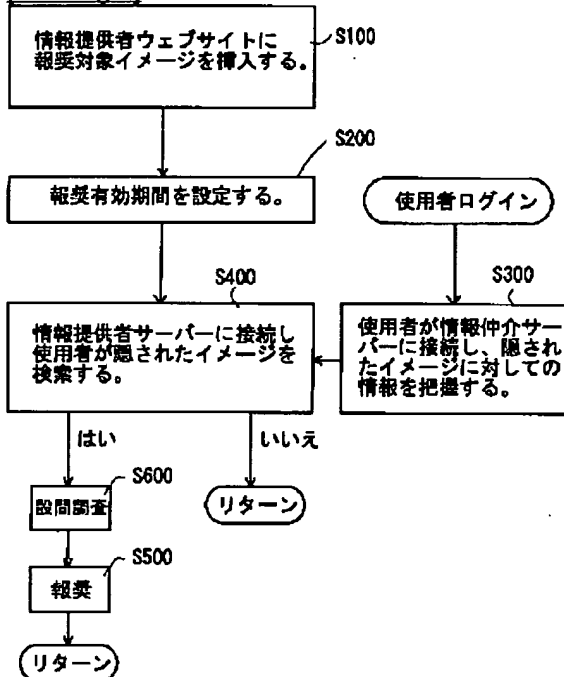 情報提供者ウェブサイトに
報奨対象イメージを挿入する。
S100
S200
報奨有効期間を設定する。
使用者ログイン
S400
S300
情報提供者サーバーに接続し
使用者が隠されたイメージを
検索する。
使用者が情報仲介サー
バーに接続し、隠され
たイメージに対しての
情報を把握する。
はい
いいえ
S600
設問調査
リターン
S500
報奨
リターン